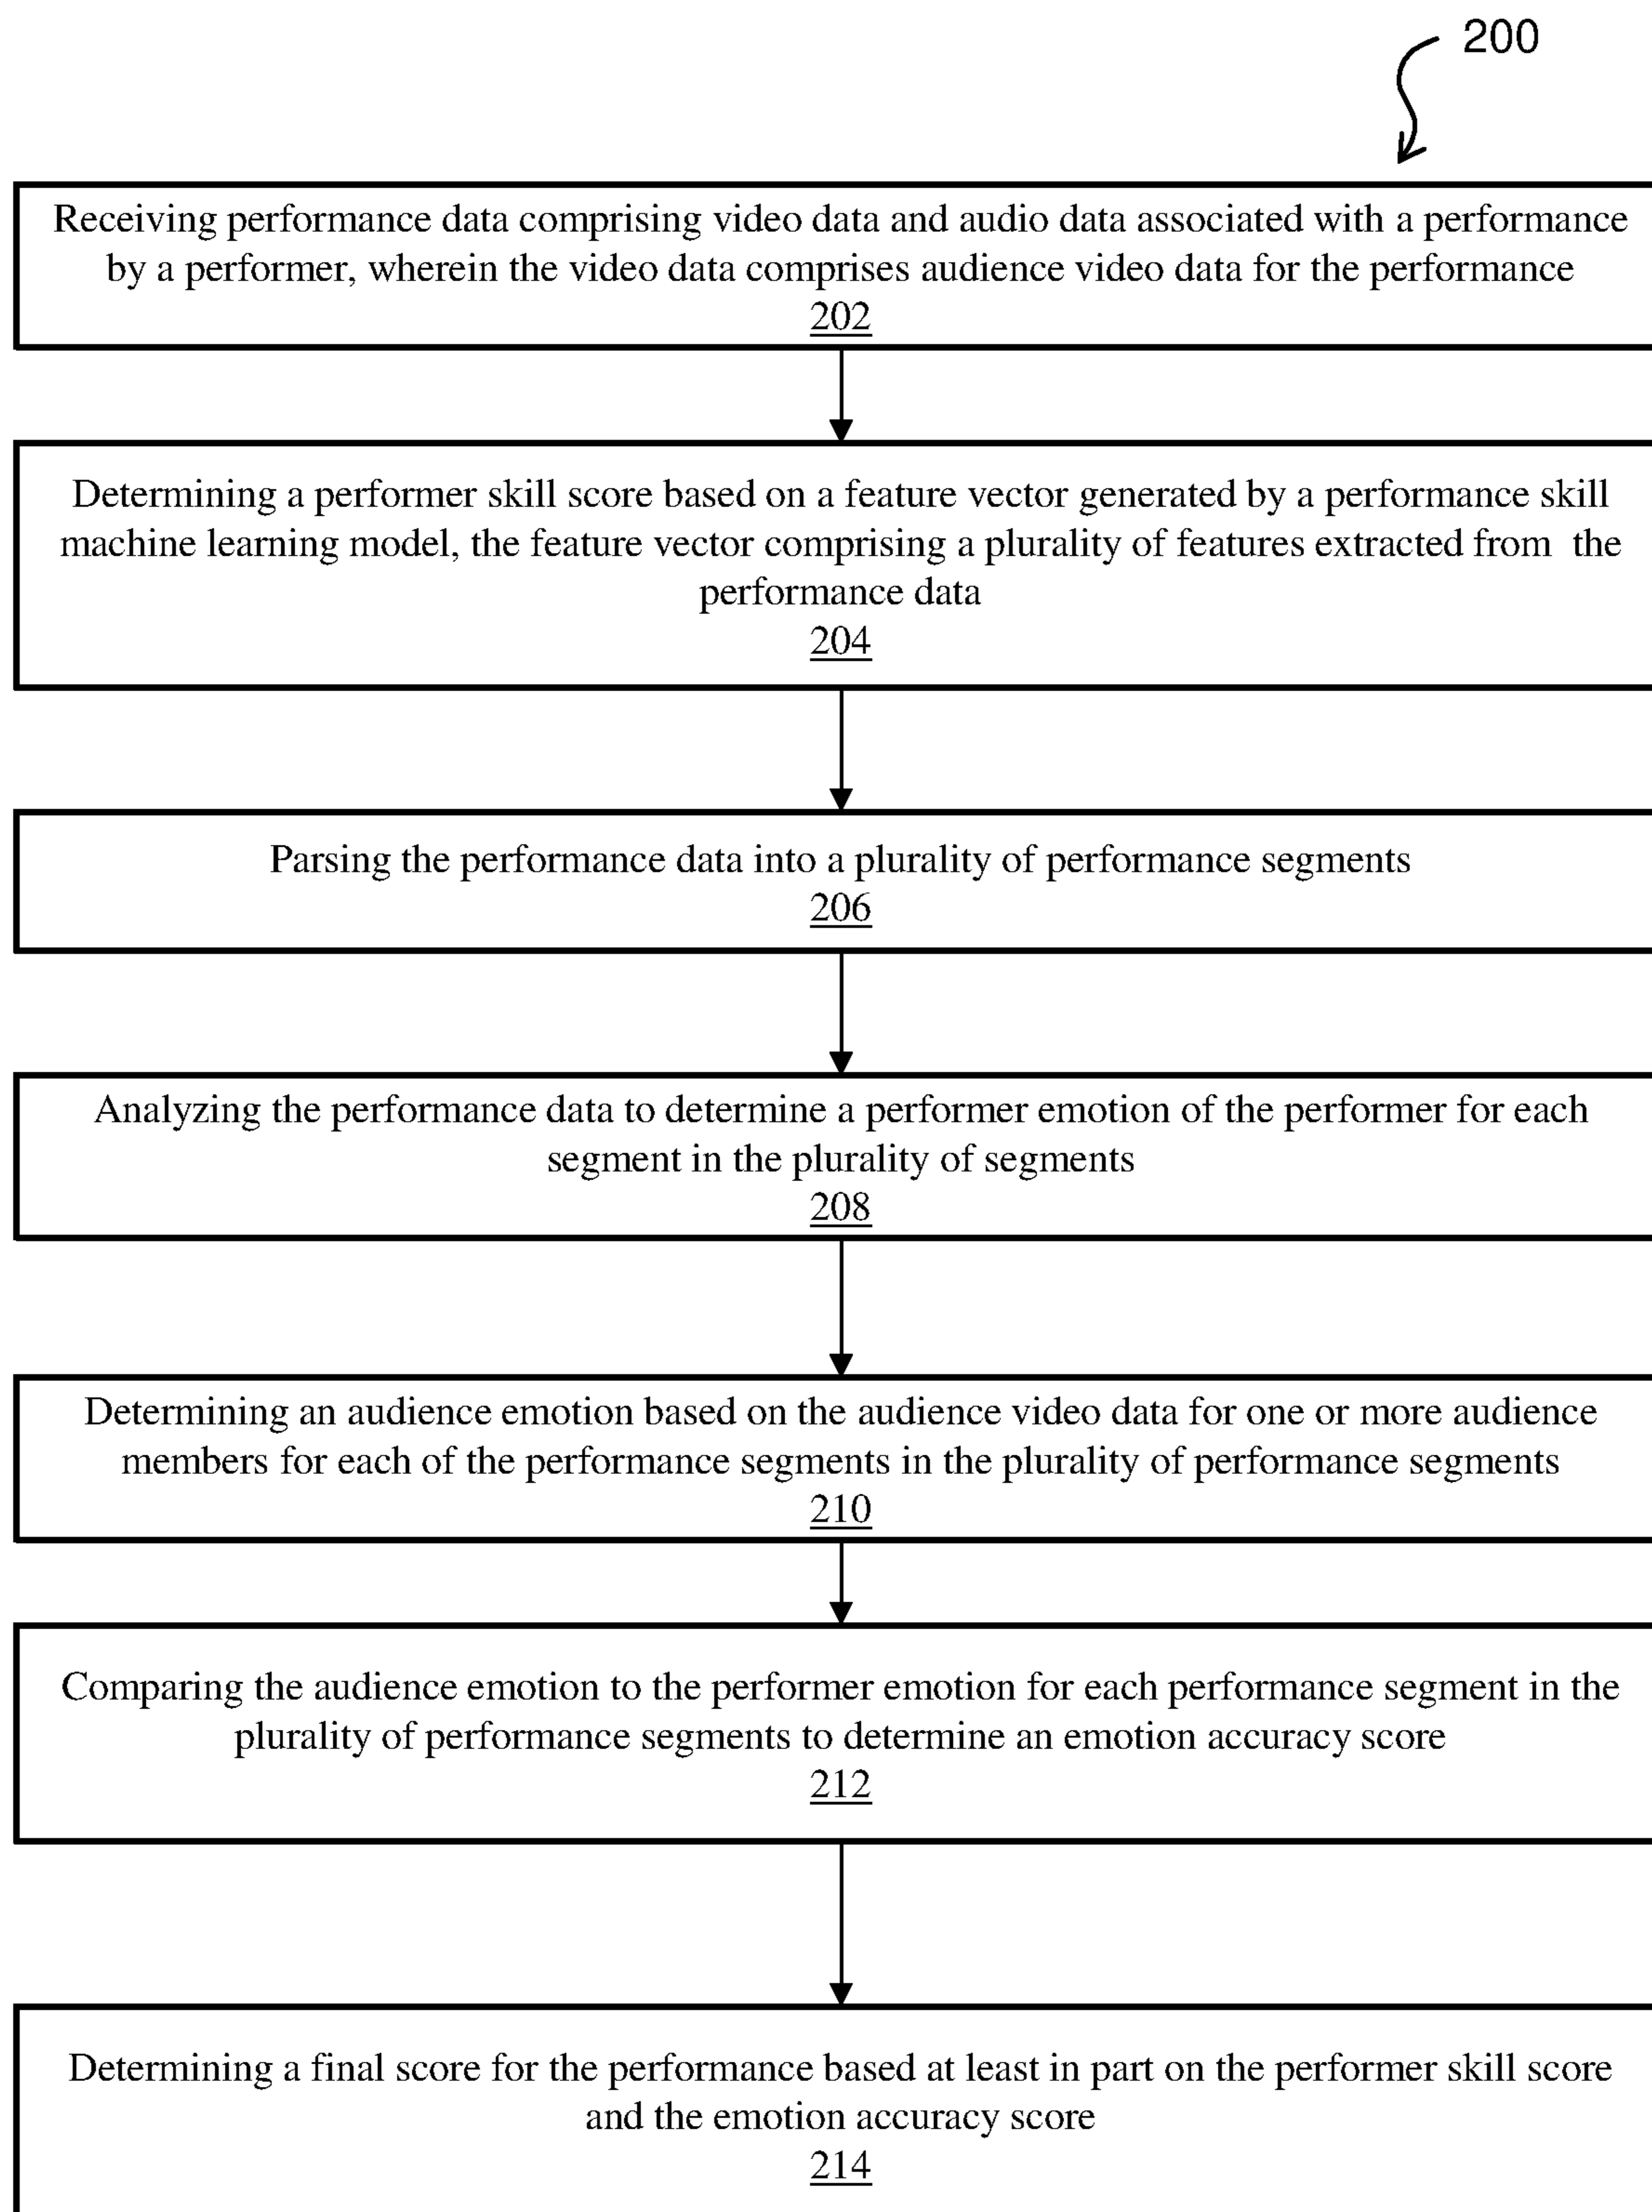 200
Receiving performance data comprising video data and audio data associated with a performance
by a performer, wherein the video data comprises audience video data for the performance
202
Determining a performer skill score based on a feature vector generated by a performance skill
machine learning model, the feature vector comprising a plurality of features extracted from the
performance data
204
Parsing the performance data into a plurality of performance segments
206
Analyzing the performance data to determine a performer emotion of the performer for each
segment in the plurality of segments
208
Determining an audience emotion based on the audience video data for one or more audience
members for each of the performance segments in the plurality of performance segments
210
Comparing the audience emotion to the performer emotion for each performance segment in the
plurality of performance segments to determine an emotion accuracy score
212
Determining a final score for the performance based at least in part on the performer skill score
and the emotion accuracy score
214